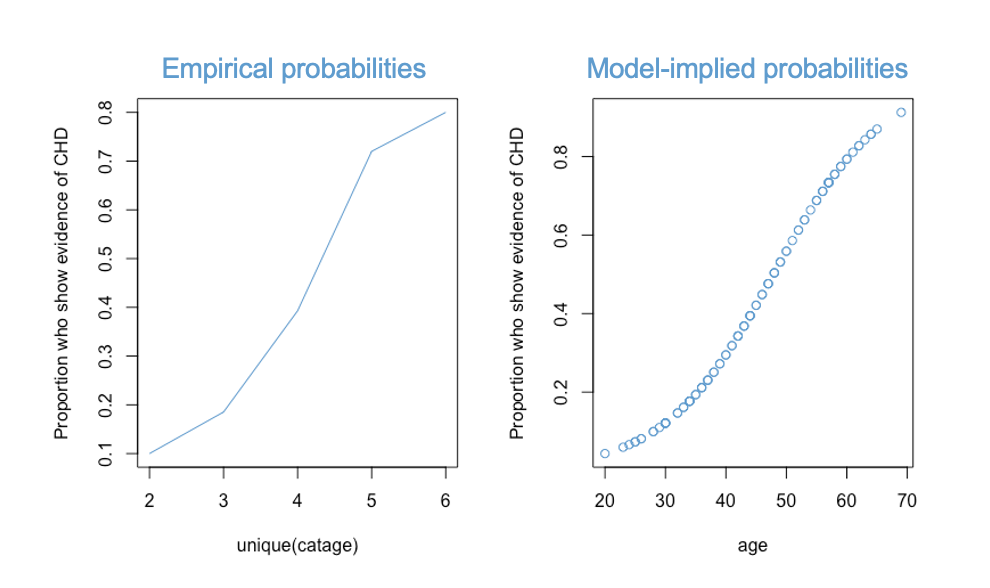 Empirical probabilities
Proportion who show evidence of CHD
0.8
0.7
0.6
0.5
0.4
0.3
0.2
0.1
2 3 4 5 6
unique(catage)
Model-implied probabilities
Proportion who show evidence of CHD
0.8
0.6
0.4
0.2
20 30 40 50 60 70
age